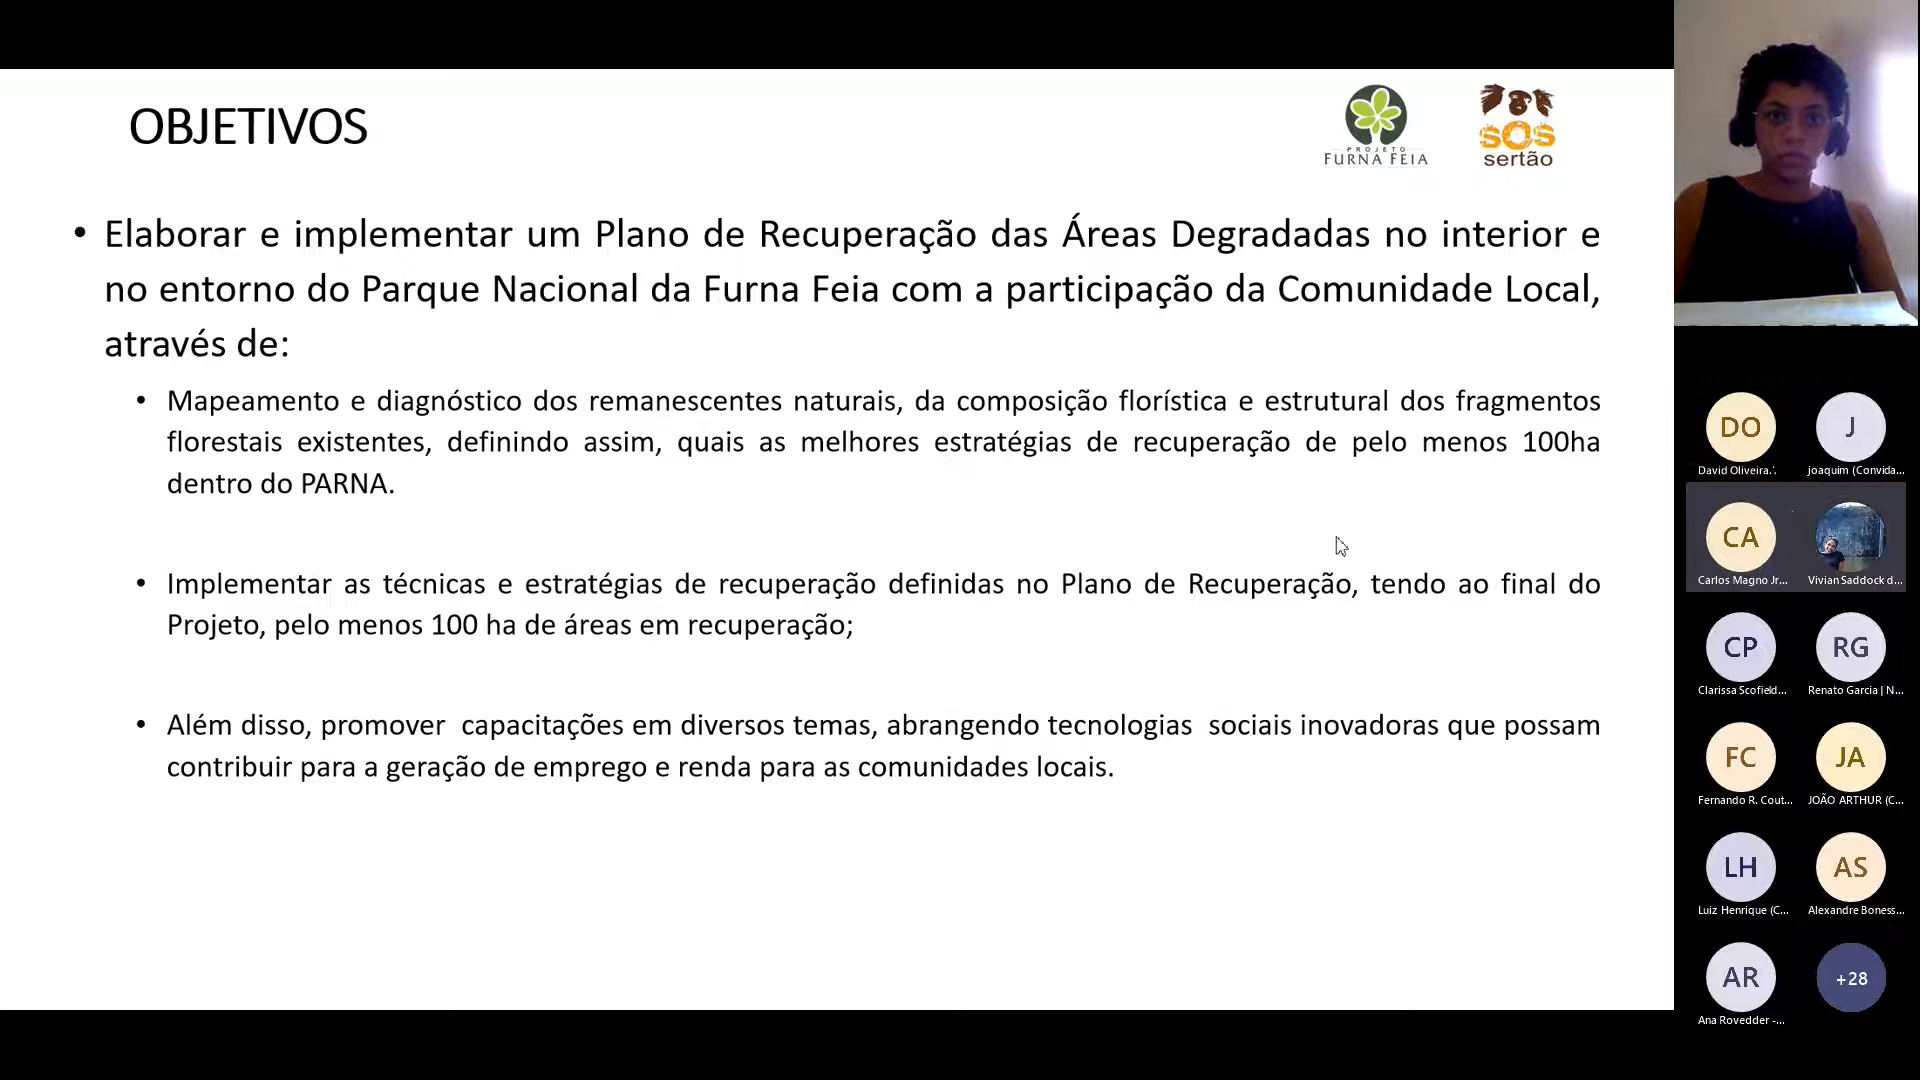 OBJETIVOS
PROJETO
FURNA FEIA
SOS
sertão
• Elaborar e implementar um Plano de Recuperação das Áreas Degradadas no interior e
no entorno do Parque Nacional da Furna Feia com a participação da Comunidade Local,
através de:
• Mapeamento e diagnóstico dos remanescentes naturais, da composição florística e estrutural dos fragmentos
florestais existentes, definindo assim, quais as melhores estratégias de recuperação de pelo menos 100ha
dentro do PARNA.
• Implementar as técnicas e estratégias de recuperação definidas no Plano de Recuperação, tendo ao final do
Projeto, pelo menos 100 ha de áreas em recuperação;
• Além disso, promover  capacitações em diversos temas, abrangendo tecnologias  sociais inovadoras que possam
contribuir para a geração de emprego e renda para as comunidades locais.
DO
David Oliveira.'.
J
joaquim (Convida...
CA
Carlos Magno Jr...
Vivian Saddock d...
CP
Clarissa Scofield...
RG
Renato Garcia | N...
FC
Fernando R. Cout...
JA
JOÃO ARTHUR (C...
LH
Luiz Henrique (C...
AS
Alexandre Boness...
AR
Ana Rovedder -...
+28